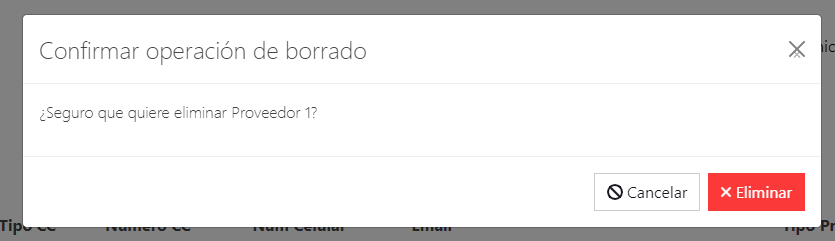 Confirmar operación de borrado
¿Seguro que quiere eliminar Proveedor 1?
Cancelar
Eliminar
Tipo CC Numero CC Num Celular Email Tipo Pr